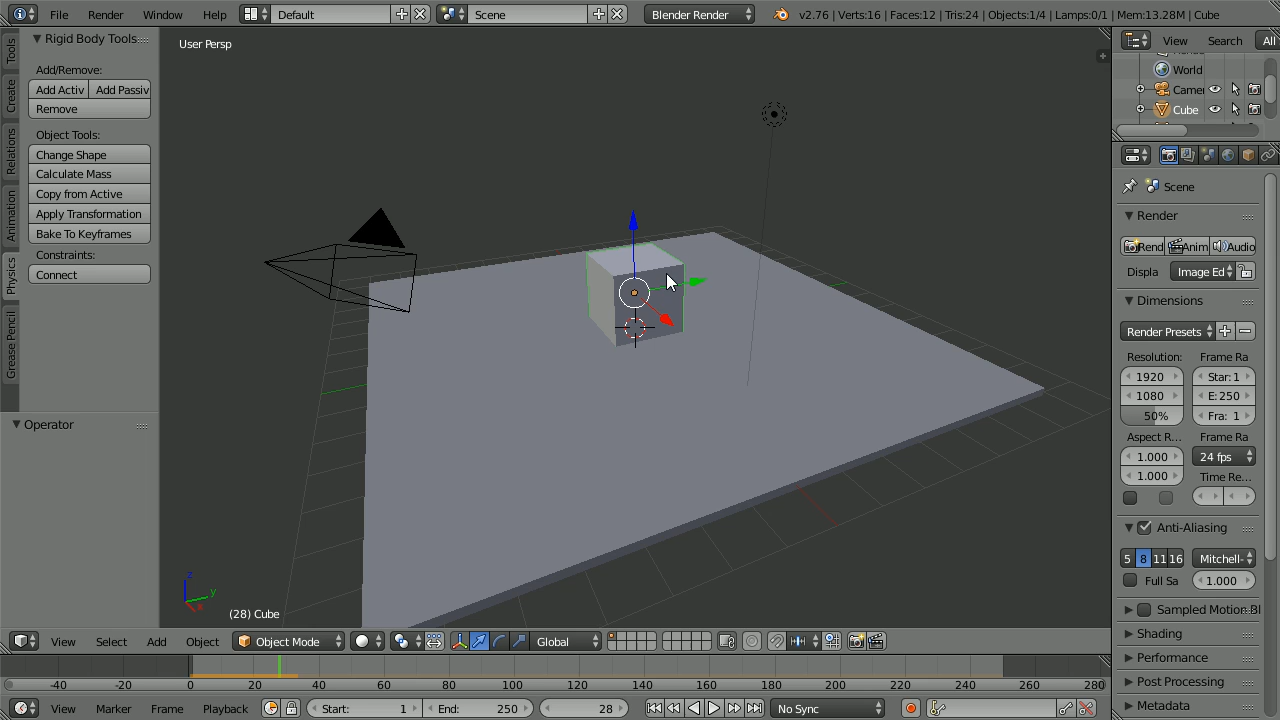 File Render Window Help Default Scene Blender Render v2.76 | Verts:16 | Faces:12 | Tris:24 | Objects:1/4 | Lamps:0/1 | Mem:13.28M | Cube
Rigid Body Tools
Add/Remove:
Add Activ Add Passiv
Remove
Object Tools:
Change Shape
Calculate Mass
Copy from Active
Apply Transformation
Bake To Keyframes
Constraints:
Connect
Operator
Tools
Create
Relations
Animation
Physics
Grease Pencil
User Persp
(28) Cube
z
y
x
View Search All
World
Camer
Cube
Scene
Render
Rend Anim Audio
Displa Image Ed
Dimensions
Render Presets
Resolution: Frame Ra
1920 Star: 1
1080 E: 250
50% Fra: 1
Aspect R... Frame Ra
1.000 24 fps
1.000 Time Re...
Anti-Aliasing
5 8 11 16 Mitchell-
Full Sa 1.000
Sampled Motion Bl
Shading
Performance
Post Processing
Metadata
View Select Add Object Object Mode Global
-40 -20 0 20 40 60 80 100 120 140 160 180 200 220 240 260 280
View Marker Frame Playback Start: 1 End: 250 28 No Sync